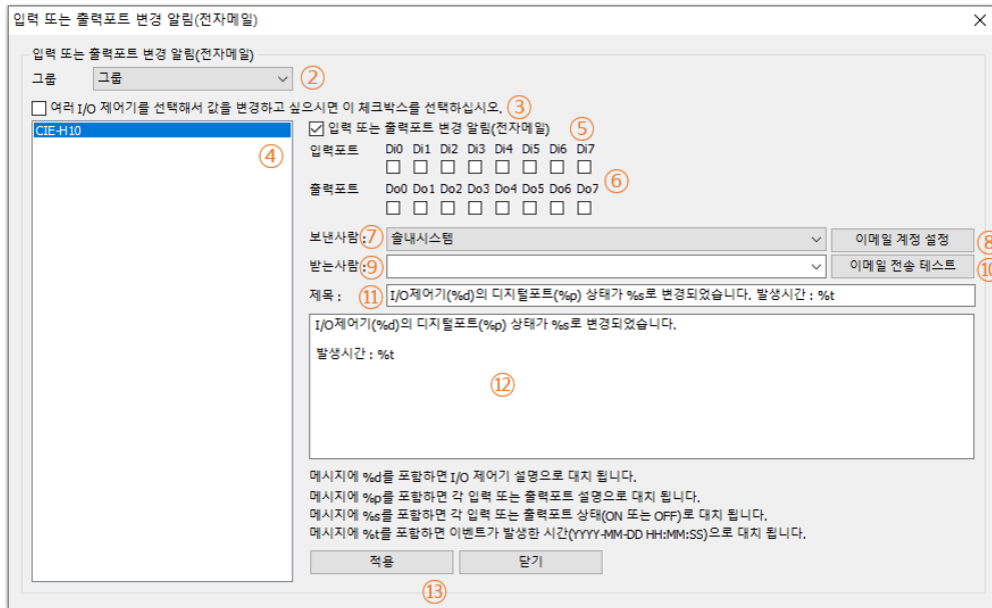 입력 또는 출력포트 변경 알림(전자메일)
입력 또는 출력포트 변경 알림(전자메일)
그룹 그룹 ②
여러 I/O 제어기를 선택해서 값을 변경하고 싶으시면 이 체크박스를 선택하십시오. ③
CIE-H10
④
입력 또는 출력포트 변경 알림(전자메일) ⑤
입력포트 Di0 Di1 Di2 Di3 Di4 Di5 Di6 Di7
⑥
출력포트 Do0 Do1 Do2 Do3 Do4 Do5 Do6 Do7
보낸사람 : ⑦ 솔내시스템 이메일 계정 설정 ⑧
받는사람 : ⑨ 이메일 전송 테스트 ⑩
제목 : ⑪ I/O제어기(%d)의 디지털포트(%p) 상태가 %s로 변경되었습니다. 발생시간 : %t
I/O제어기(%d)의 디지털포트(%p) 상태가 %s로 변경되었습니다.
발생시간 : %t
⑫
메시지에 %d를 포함하면 I/O 제어기 설명으로 대치 됩니다.
메시지에 %p를 포함하면 각 입력 또는 출력포트 설명으로 대치 됩니다.
메시지에 %s를 포함하면 각 입력 또는 출력포트 상태(ON 또는 OFF)로 대치 됩니다.
메시지에 %t를 포함하면 이벤트가 발생한 시간(YYYY-MM-DD HH:MM:SS)으로 대치 됩니다.
적용 닫기
⑬